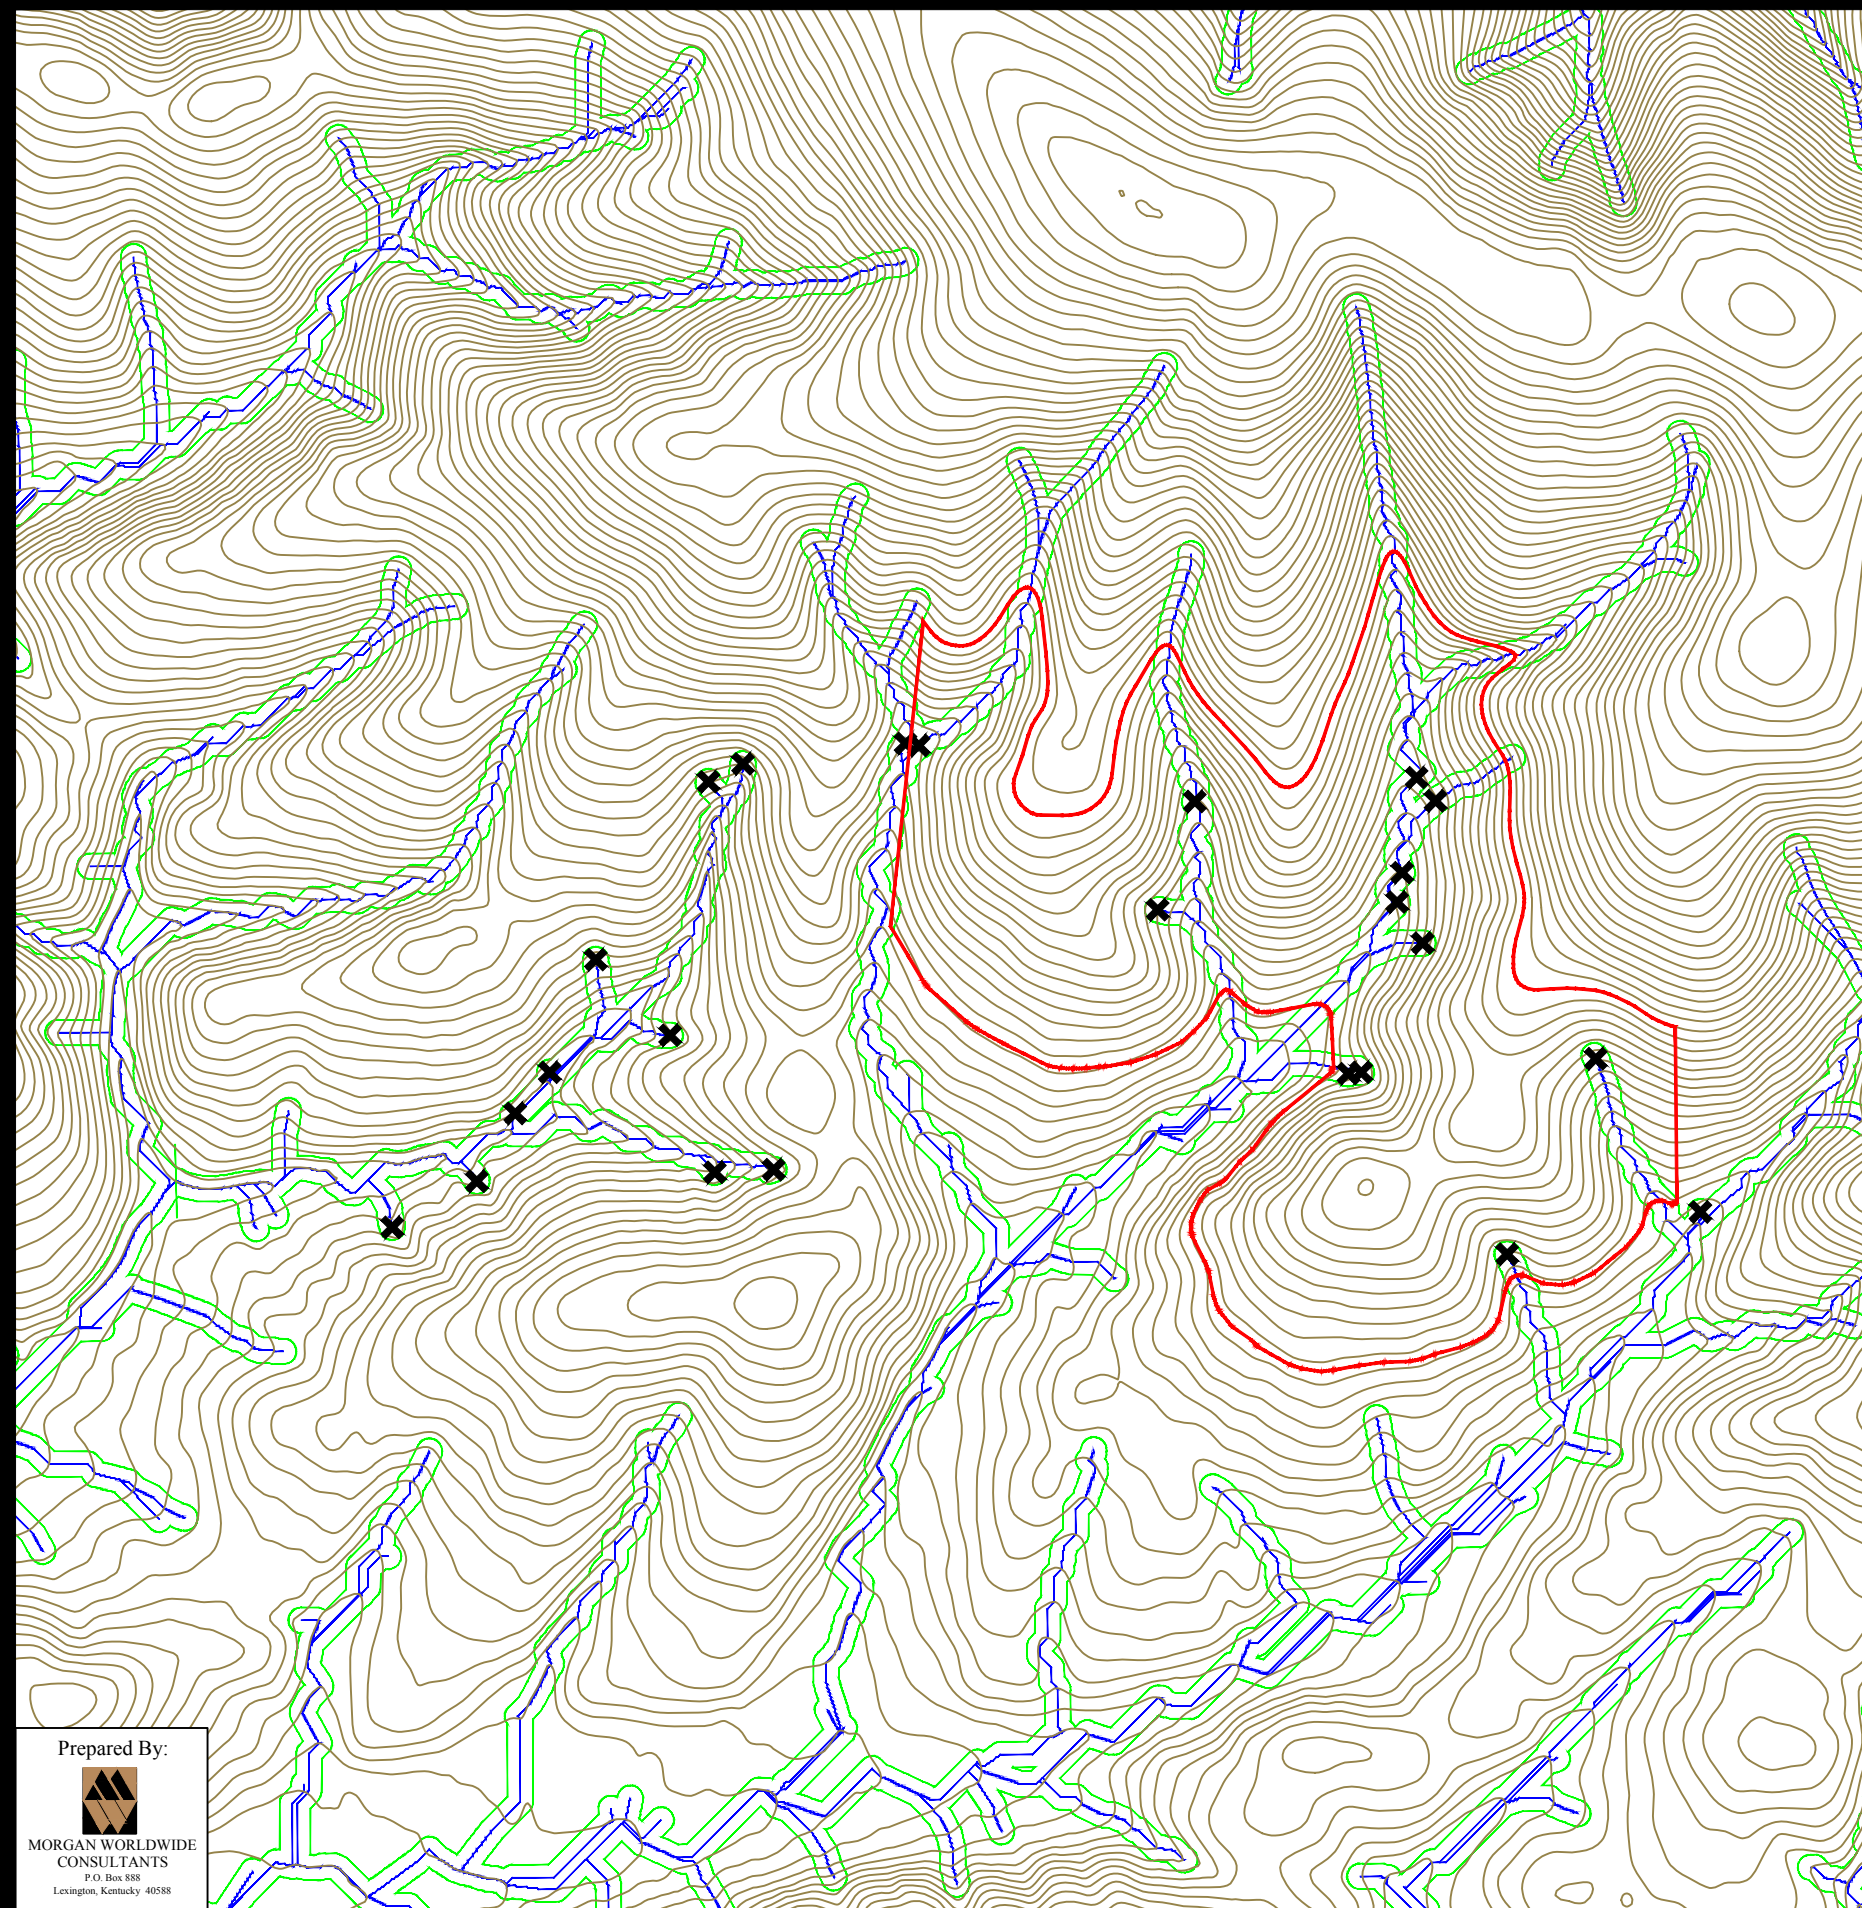 Prepared By:
MORGAN WORLDWIDE
CONSULTANTS
P.O. Box 888
Lexington, Kentucky 40588